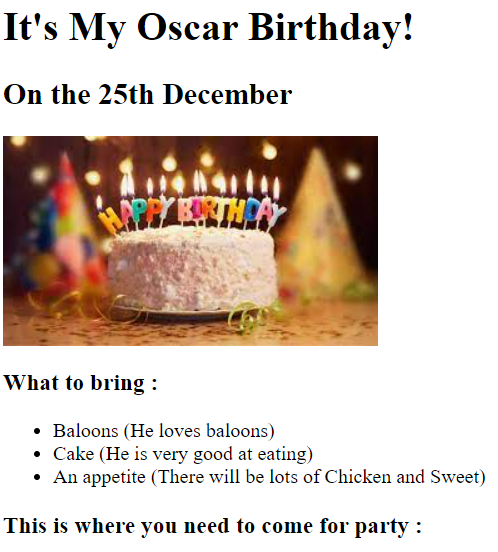 It's My Oscar Birthday!
On the 25th December
HAPPY BIRTHDAY
What to bring :
Baloons (He loves baloons)
Cake (He is very good at eating)
An appetite (There will be lots of Chicken and Sweet)
This is where you need to come for party :